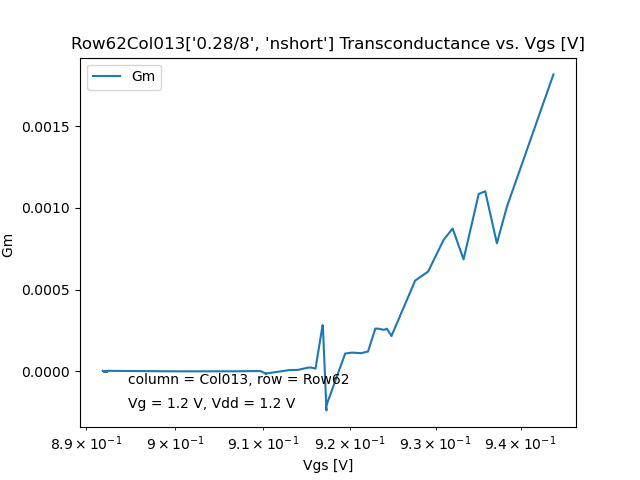 Row62Col013['0.28/8', 'nshort'] Transconductance vs. Vgs [V]
Gm
0.0015
0.0010
0.0005
0.0000
Gm
column = Col013, row = Row62
Vg = 1.2 V, Vdd = 1.2 V
8.9 × 10⁻¹ 9 × 10⁻¹ 9.1 × 10⁻¹ 9.2 × 10⁻¹ 9.3 × 10⁻¹ 9.4 × 10⁻¹
Vgs [V]